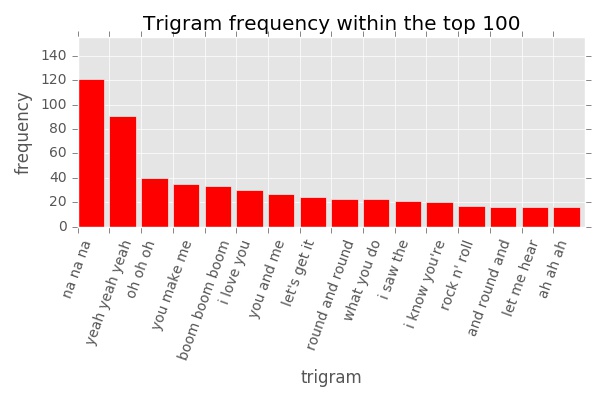 Trigram frequency within the top 100
frequency
140
120
100
80
60
40
20
0
na na na
yeah yeah yeah
oh oh oh
you make me
boom boom boom
i love you
you and me
let's get it
round and round
what you do
i saw the
i know you're
rock n' roll
and round and
let me hear
ah ah ah
trigram